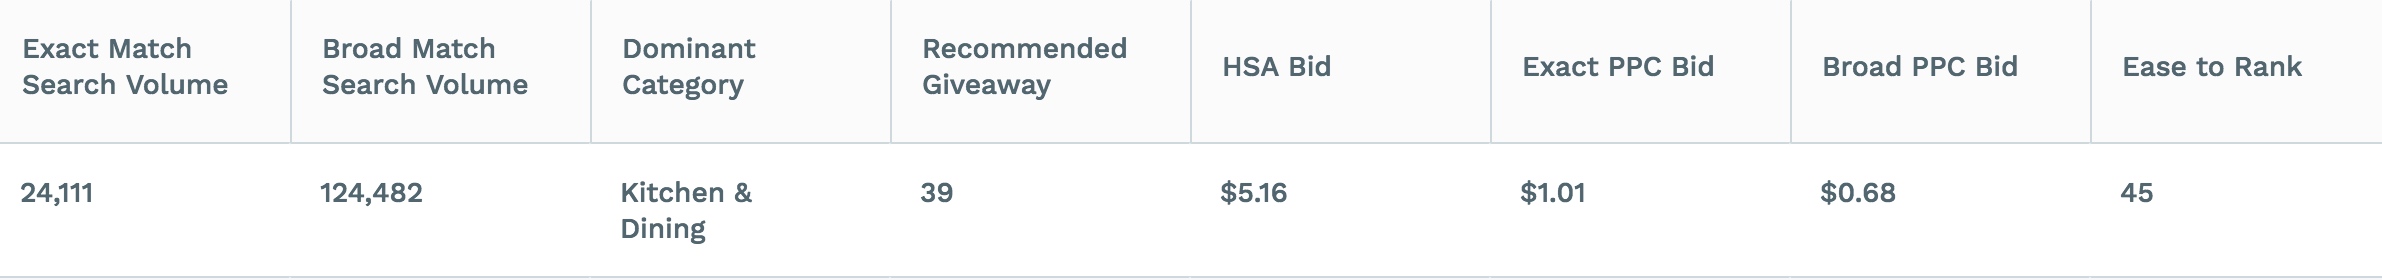 Exact Match
Search Volume
Broad Match
Search Volume
Dominant
Category
Recommended
Giveaway
HSA Bid
Exact PPC Bid
Broad PPC Bid
Ease to Rank
24,111
124,482
Kitchen &
Dining
39
$5.16
$1.01
$0.68
45